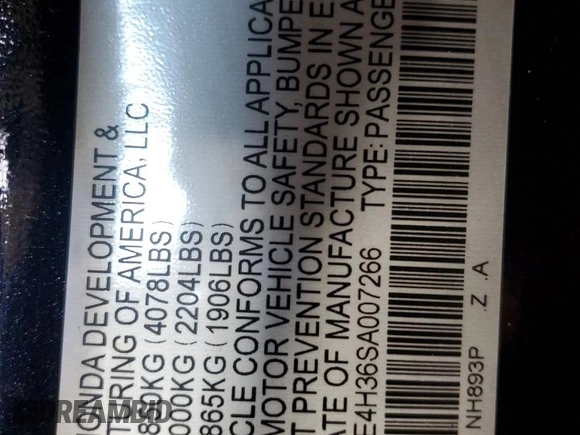 ONDA DEVELOPMENT &
TURING OF AMERICA, LLC
850KG (4078LBS)
000KG (2204LBS)
865KG (1906LBS)
CLE CONFORMS TO ALL APPLICA
MOTOR VEHICLE SAFETY, BUMPE
T PREVENTION STANDARDS IN E
ATE OF MANUFACTURE SHOWN A
E4H36SA007266 TYPE: PASSENGE
NH893P .Z .A
DREAMBID